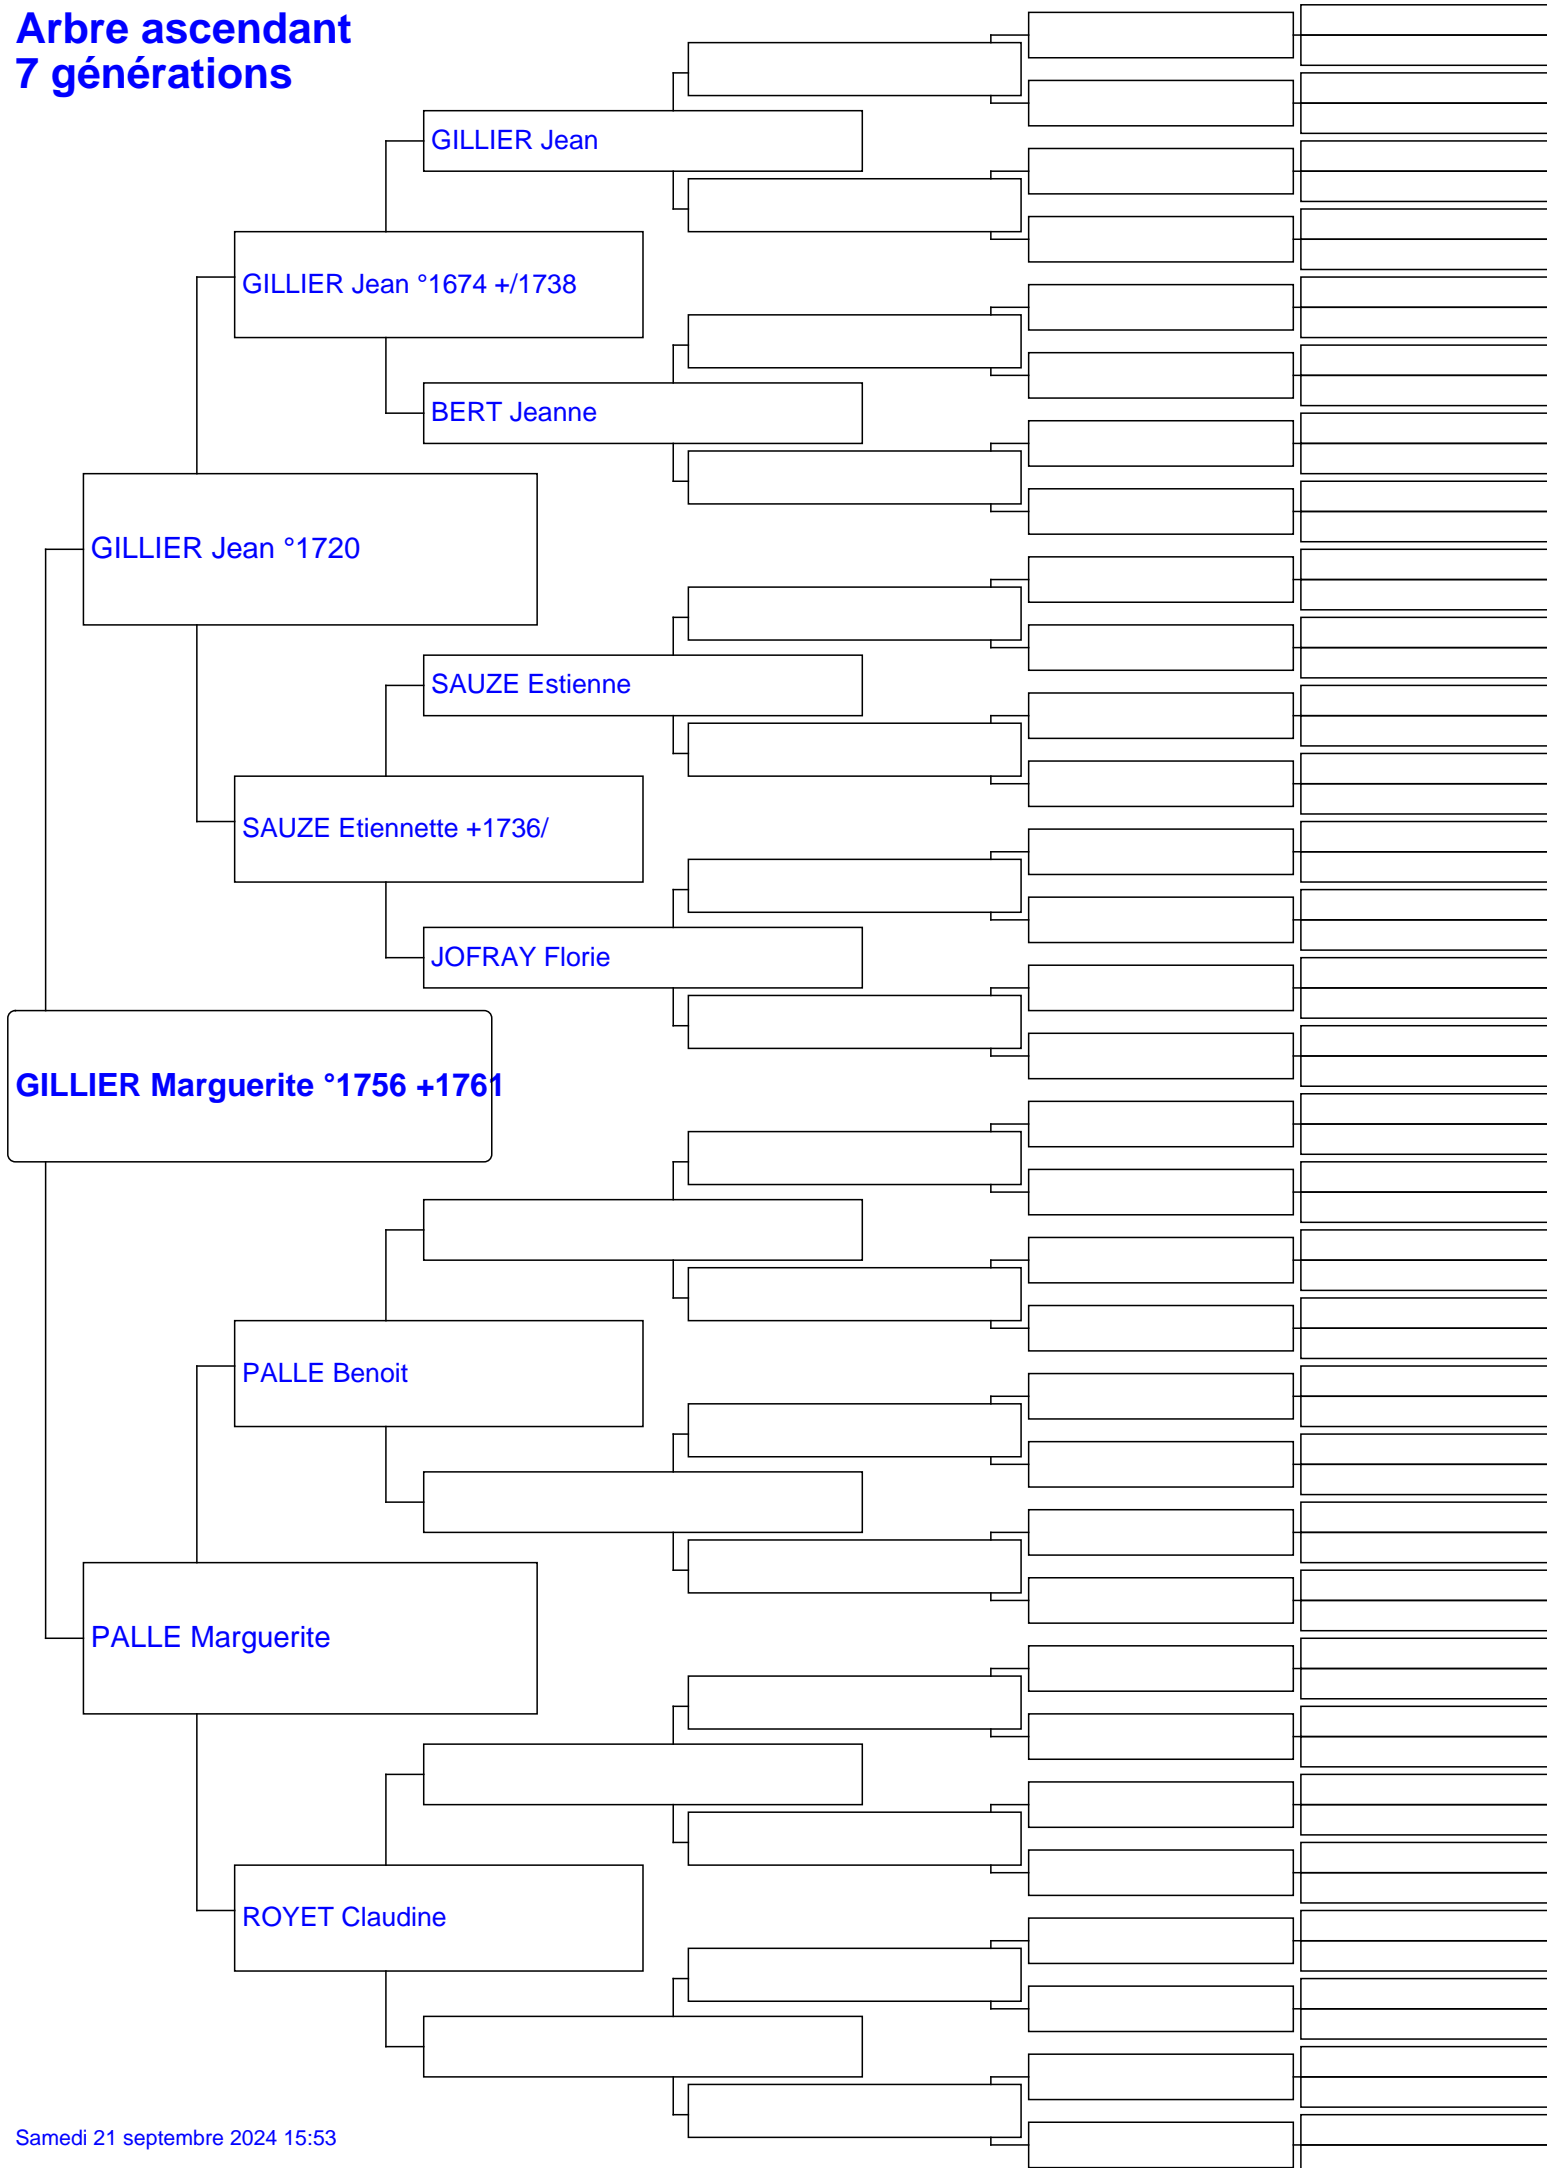 Arbre ascendant
7 générations
GILLIER Jean
GILLIER Jean °1674 +/1738
BERT Jeanne
GILLIER Jean °1720
SAUZE Estienne
SAUZE Etiennette +1736/
JOFRAY Florie
GILLIER Marguerite °1756 +1761
PALLE Benoit
PALLE Marguerite
ROYET Claudine
Samedi 21 septembre 2024 15:53